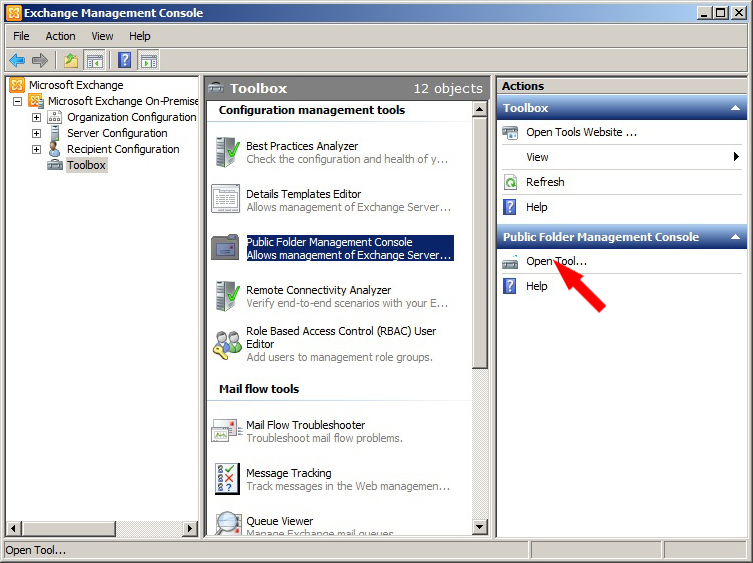 Exchange Management Console
File Action View Help
Microsoft Exchange
Microsoft Exchange On-Premise
Organization Configuration
Server Configuration
Recipient Configuration
Toolbox
Toolbox 12 objects
Configuration management tools
Best Practices Analyzer
Check the configuration and health of y...
Details Templates Editor
Allows management of Exchange Server...
Public Folder Management Console
Allows management of Exchange Server...
Remote Connectivity Analyzer
Verify end-to-end scenarios with your E...
Role Based Access Control (RBAC) User
Editor
Add users to management role groups.
Mail flow tools
Mail Flow Troubleshooter
Troubleshoot mail flow problems.
Message Tracking
Track messages in the Web managemen...
Queue Viewer
Manage Exchange mail queues.
Actions
Toolbox
Open Tools Website ...
View
Refresh
Help
Public Folder Management Console
Open Tool...
Help
Open Tool...